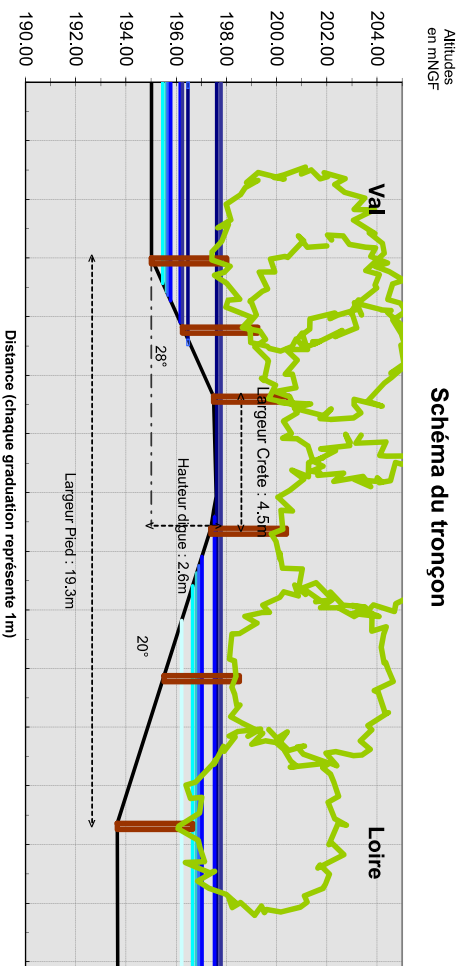 Schéma du tronçon
Altitudes
en mNGF
204.00
202.00
200.00
198.00
196.00
194.00
192.00
190.00
Val
Loire
Largeur Crete : 4.5m
Hauteur digue : 2.6m
28°
20°
Largeur Pied : 19.3m
Distance (chaque graduation représente 1m)